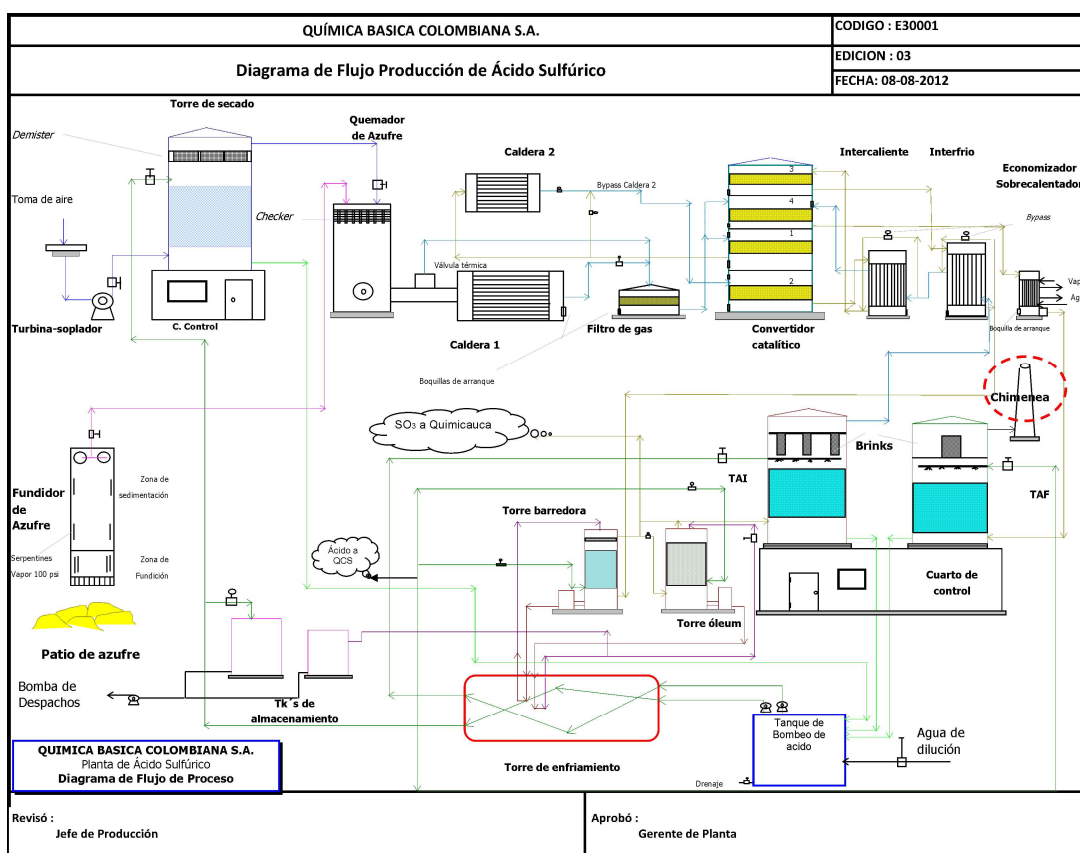 QUÍMICA BASICA COLOMBIANA S.A.
CODIGO : E30001
Diagrama de Flujo Producción de Ácido Sulfúrico
EDICION : 03
FECHA: 08-08-2012
Torre de secado
Demister
Toma de aire
Turbina-soplador
C. Control
Quemador
de Azufre
Checker
Caldera 2
Bypass Caldera 2
Válvula térmica
Caldera 1
Boquillas de arranque
Filtro de gas
3
4
1
2
Convertidor
catalítico
Intercaliente
Interfrio
Economizador
Sobrecalentador
Bypass
Vap
Ag
Boquilla de arranque
Chimenea
SO₃ a Quimicauca
Brinks
TAI
TAF
Fundidor
de
Azufre
Zona de
sedimentación
Serpentines
Vapor 100 psi
Zona de
Fundición
Patio de azufre
Ácido a
QCS
Torre barredora
Torre óleum
Cuarto de
control
Bomba de
Despachos
Tk´s de
almacenamiento
Torre de enfriamiento
Tanque de
Bombeo de
acido
Agua de
dilución
Drenaje
QUIMICA BASICA COLOMBIANA S.A.
Planta de Ácido Sulfúrico
Diagrama de Flujo de Proceso
Revisó :
Jefe de Producción
Aprobó :
Gerente de Planta